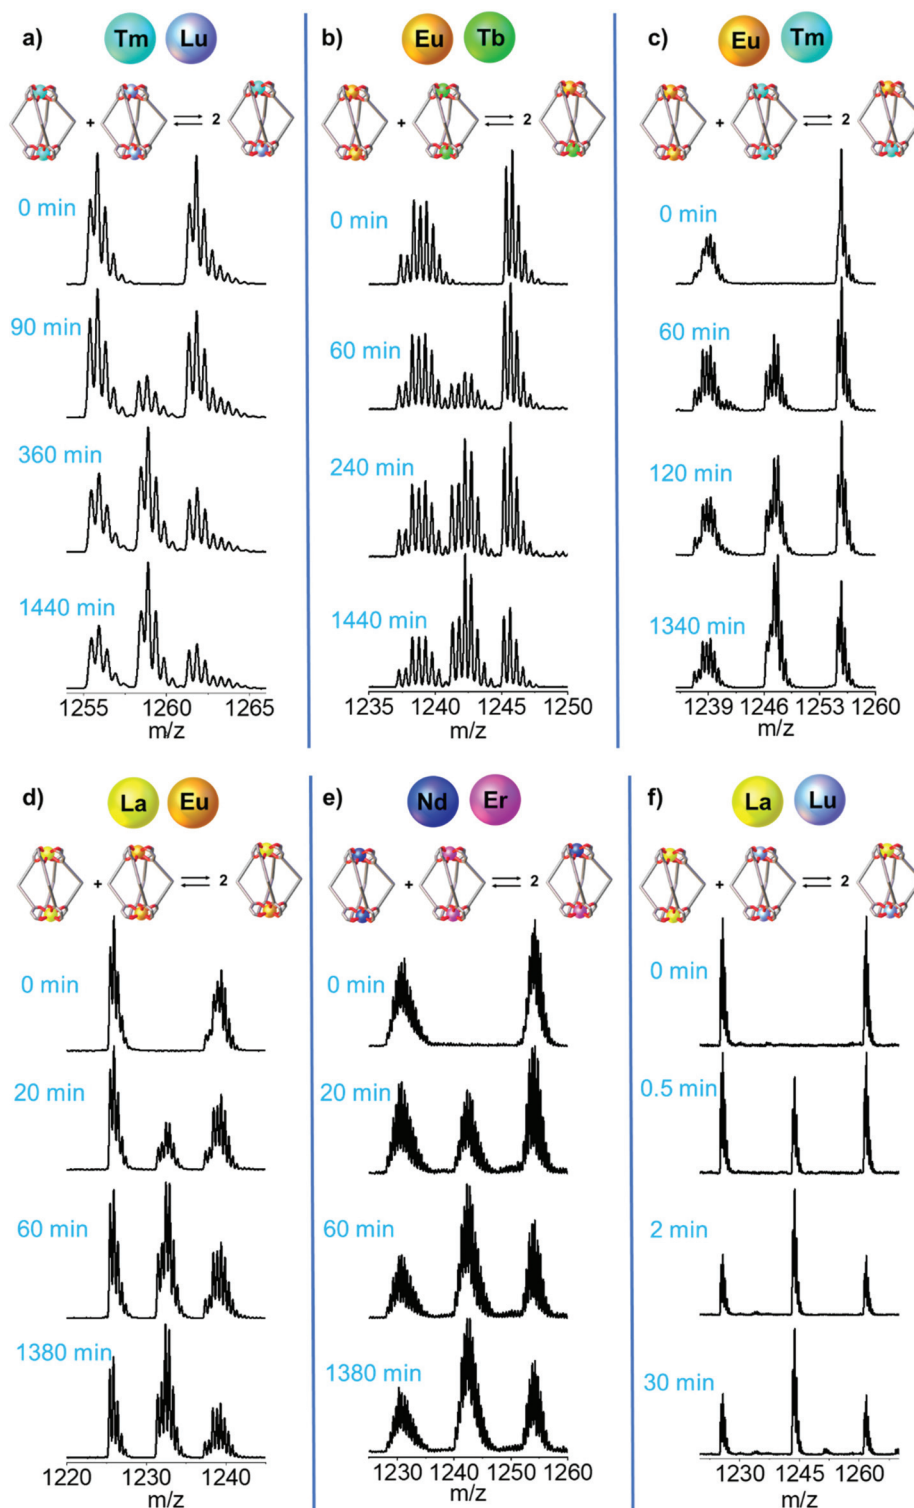 a) Tm Lu
+ 2
0 min
90 min
360 min
1440 min
1255 1260 1265
m/z
b) Eu Tb
+ 2
0 min
60 min
240 min
1440 min
1235 1240 1245 1250
m/z
c) Eu Tm
+ 2
0 min
60 min
120 min
1340 min
1239 1246 1253 1260
m/z
d) La Eu
+ 2
0 min
20 min
60 min
1380 min
1220 1230 1240
m/z
e) Nd Er
+ 2
0 min
20 min
60 min
1380 min
1230 1240 1250 1260
m/z
f) La Lu
+ 2
0 min
0.5 min
2 min
30 min
1230 1245 1260
m/z